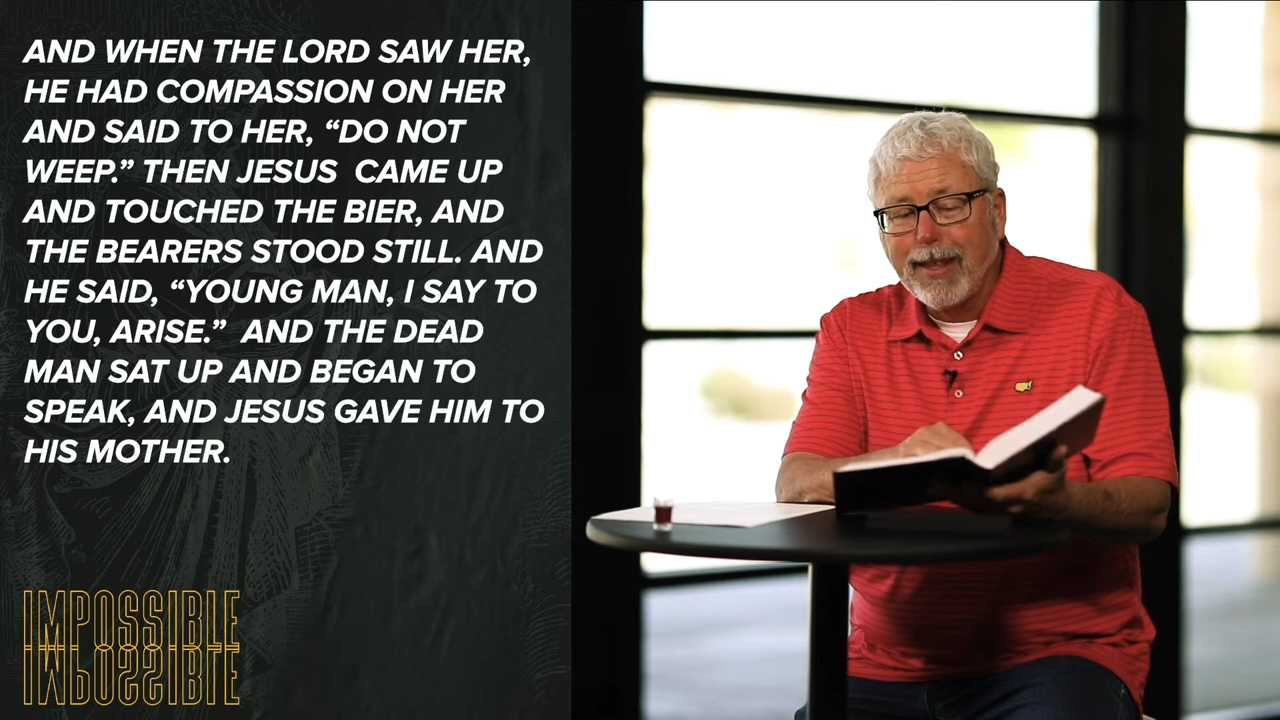 AND WHEN THE LORD SAW HER,
HE HAD COMPASSION ON HER
AND SAID TO HER, “DO NOT
WEEP.” THEN JESUS  CAME UP
AND TOUCHED THE BIER, AND
THE BEARERS STOOD STILL. AND
HE SAID, “YOUNG MAN, I SAY TO
YOU, ARISE.”  AND THE DEAD
MAN SAT UP AND BEGAN TO
SPEAK, AND JESUS GAVE HIM TO
HIS MOTHER.
IMPOSSIBLE
IMPOSSIBLE